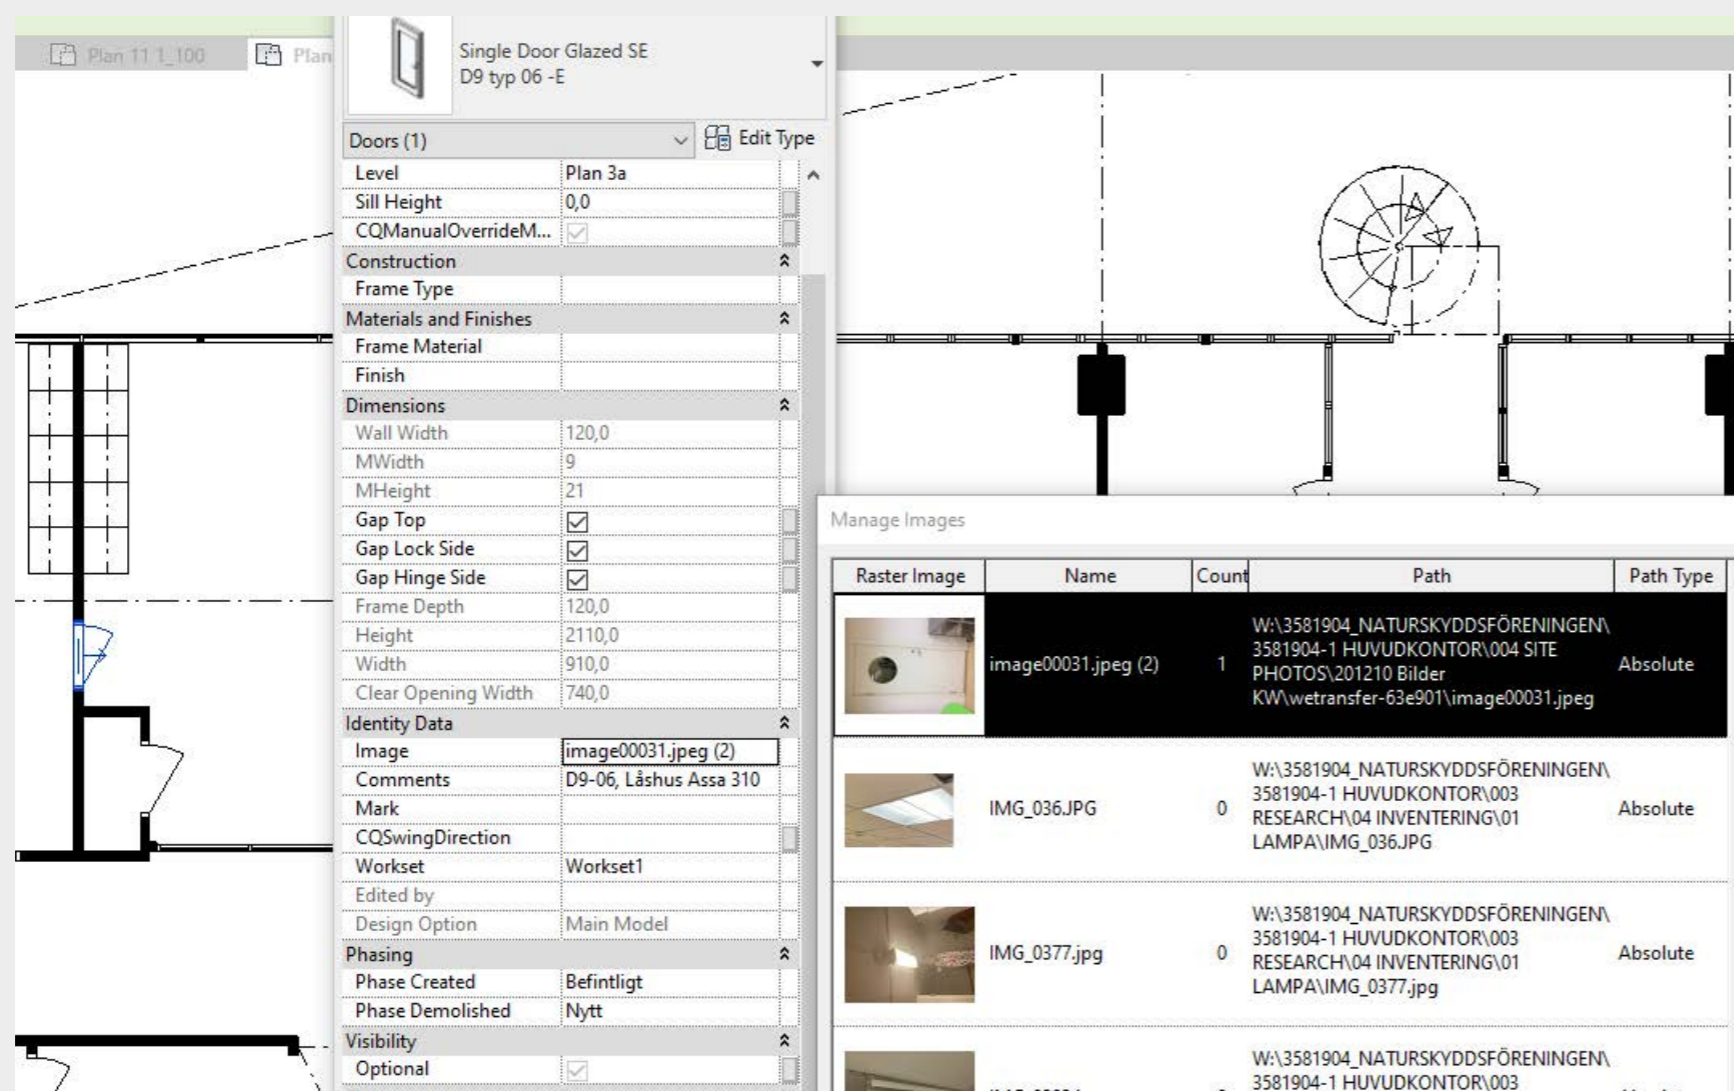 Plan 11 1_100
Plan
Single Door Glazed SE
D9 typ 06 -E
Doors (1)
Edit Type
Level Plan 3a
Sill Height 0,0
CQManualOverrideM...
Construction
Frame Type
Materials and Finishes
Frame Material
Finish
Dimensions
Wall Width 120,0
MWidth 9
MHeight 21
Gap Top
Gap Lock Side
Gap Hinge Side
Frame Depth 120,0
Height 2110,0
Width 910,0
Clear Opening Width 740,0
Identity Data
Image image00031.jpeg (2)
Comments D9-06, Låshus Assa 310
Mark
CQSwingDirection
Workset Workset1
Edited by
Design Option Main Model
Phasing
Phase Created Befintligt
Phase Demolished Nytt
Visibility
Optional
Manage Images
Raster Image Name Count Path Path Type
W:\3581904_NATURSKYDDSFÖRENINGEN\
3581904-1 HUVUDKONTOR\004 SITE
image00031.jpeg (2) 1 PHOTOS\201210 Bilder Absolute
KW\wetransfer-63e901\image00031.jpeg
W:\3581904_NATURSKYDDSFÖRENINGEN\
3581904-1 HUVUDKONTOR\003
IMG_036.JPG 0 RESEARCH\04 INVENTERING\01 Absolute
LAMPA\IMG_036.JPG
W:\3581904_NATURSKYDDSFÖRENINGEN\
3581904-1 HUVUDKONTOR\003
IMG_0377.jpg 0 RESEARCH\04 INVENTERING\01 Absolute
LAMPA\IMG_0377.jpg
W:\3581904_NATURSKYDDSFÖRENINGEN\
3581904-1 HUVUDKONTOR\003